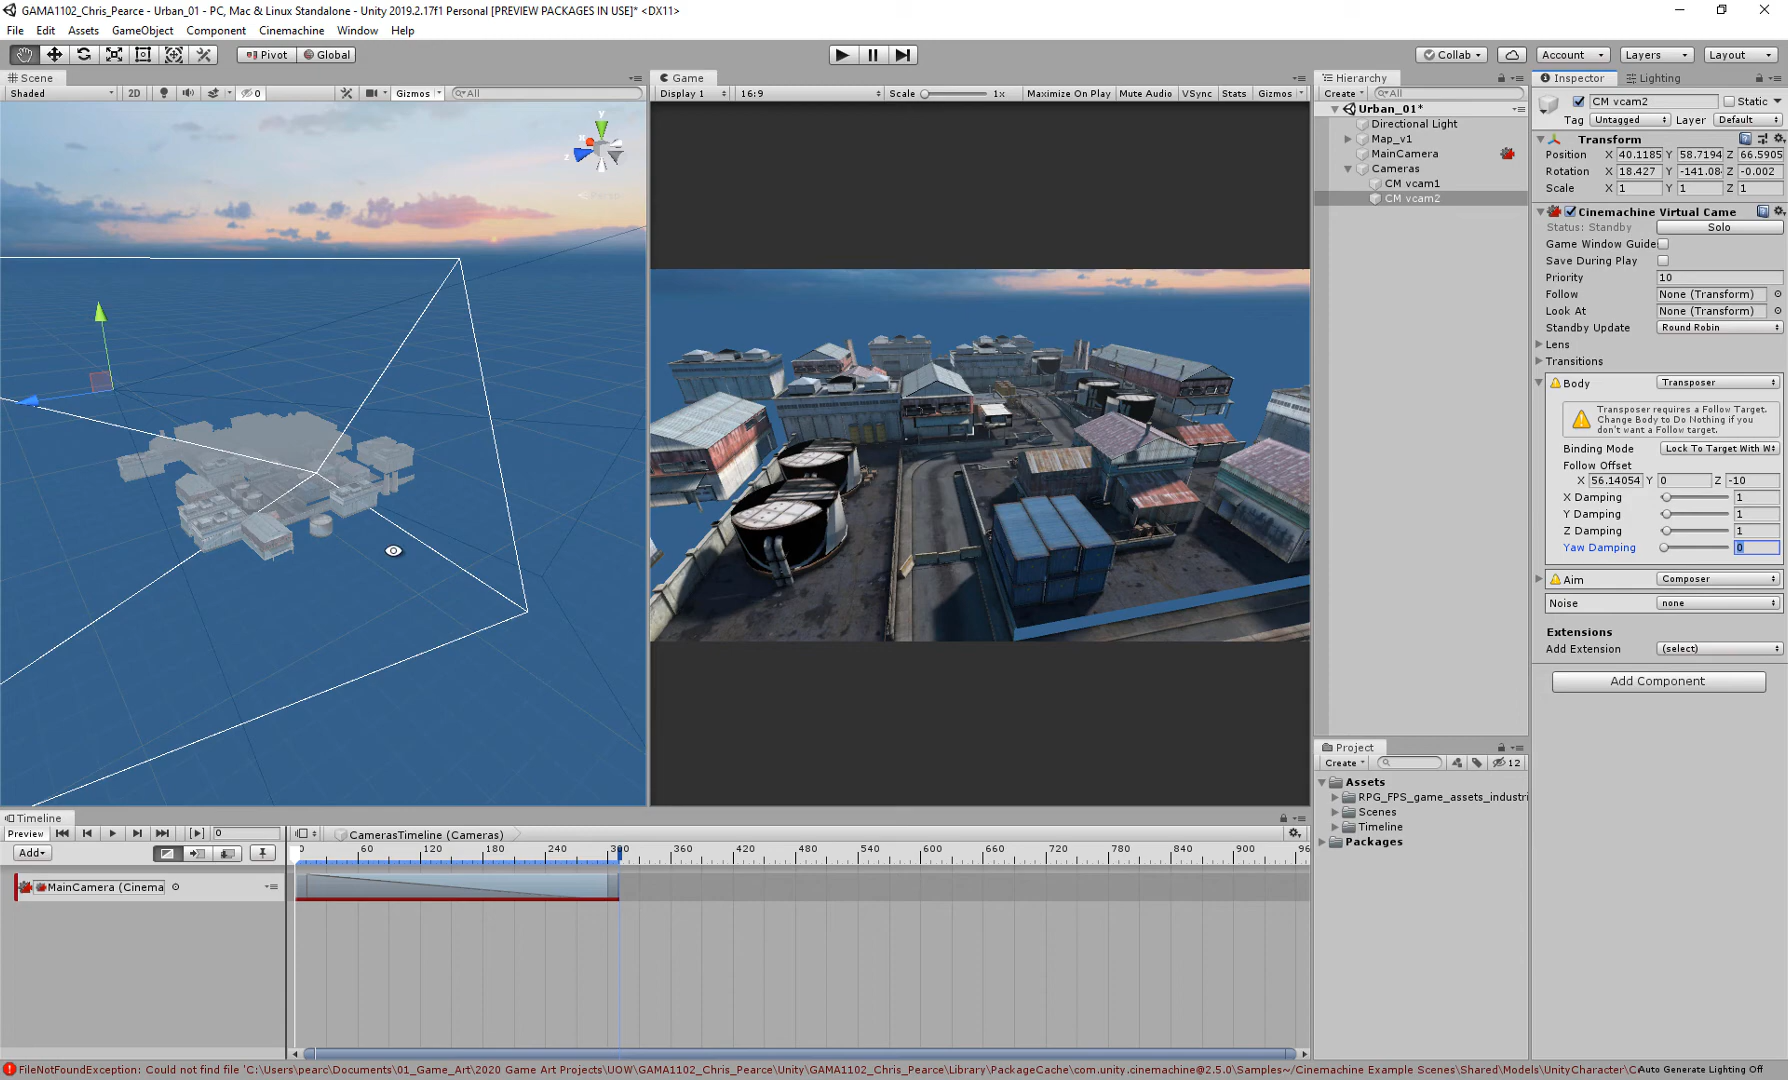 GAMA1102_Chris_Pearce - Urban_01 - PC, Mac & Linux Standalone - Unity 2019.2.17f1 Personal [PREVIEW PACKAGES IN USE]* <DX11>
File Edit Assets GameObject Component Cinemachine Window Help
Pivot Global Collab Account Layers Layout
Scene
Shaded 2D 0 Gizmos All
y
x
z
Persp
Game
Display 1 16:9 Scale 1x Maximize On Play Mute Audio VSync Stats Gizmos
Hierarchy
Create All
Urban_01*
Directional Light
Map_v1
MainCamera
Cameras
CM vcam1
CM vcam2
Project
Create 12
Assets
RPG_FPS_game_assets_industri
Scenes
Timeline
Packages
Inspector Lighting
CM vcam2 Static
Tag Untagged Layer Default
Transform
Position X 40.1185 Y 58.7194 Z 66.5905
Rotation X 18.427 Y -141.08 Z -0.002
Scale X 1 Y 1 Z 1
Cinemachine Virtual Came
Status: Standby Solo
Game Window Guide
Save During Play
Priority 10
Follow None (Transform)
Look At None (Transform)
Standby Update Round Robin
Lens
Transitions
Body Transposer
Transposer requires a Follow Target.
Change Body to Do Nothing if you
don't want a Follow target.
Binding Mode Lock To Target With W
Follow Offset
X 56.14054 Y 0 Z -10
X Damping 1
Y Damping 1
Z Damping 1
Yaw Damping 0
Aim Composer
Noise none
Extensions
Add Extension (select)
Add Component
Timeline
Preview 0 CamerasTimeline (Cameras)
Add
0 60 120 180 240 300 360 420 480 540 600 660 720 780 840 900 96
MainCamera (Cinema
FileNotFoundException: Could not find file 'C:\Users\pearc\Documents\01_Game_Art\2020 Game Art Projects\UOW\GAMA1102_Chris_Pearce\Unity\GAMA1102_Chris_Pearce\Library\PackageCache\com.unity.cinemachine@2.5.0\Samples~/Cinemachine Example Scenes\Shared\Models\UnityCharacter\C Auto Generate Lighting Off